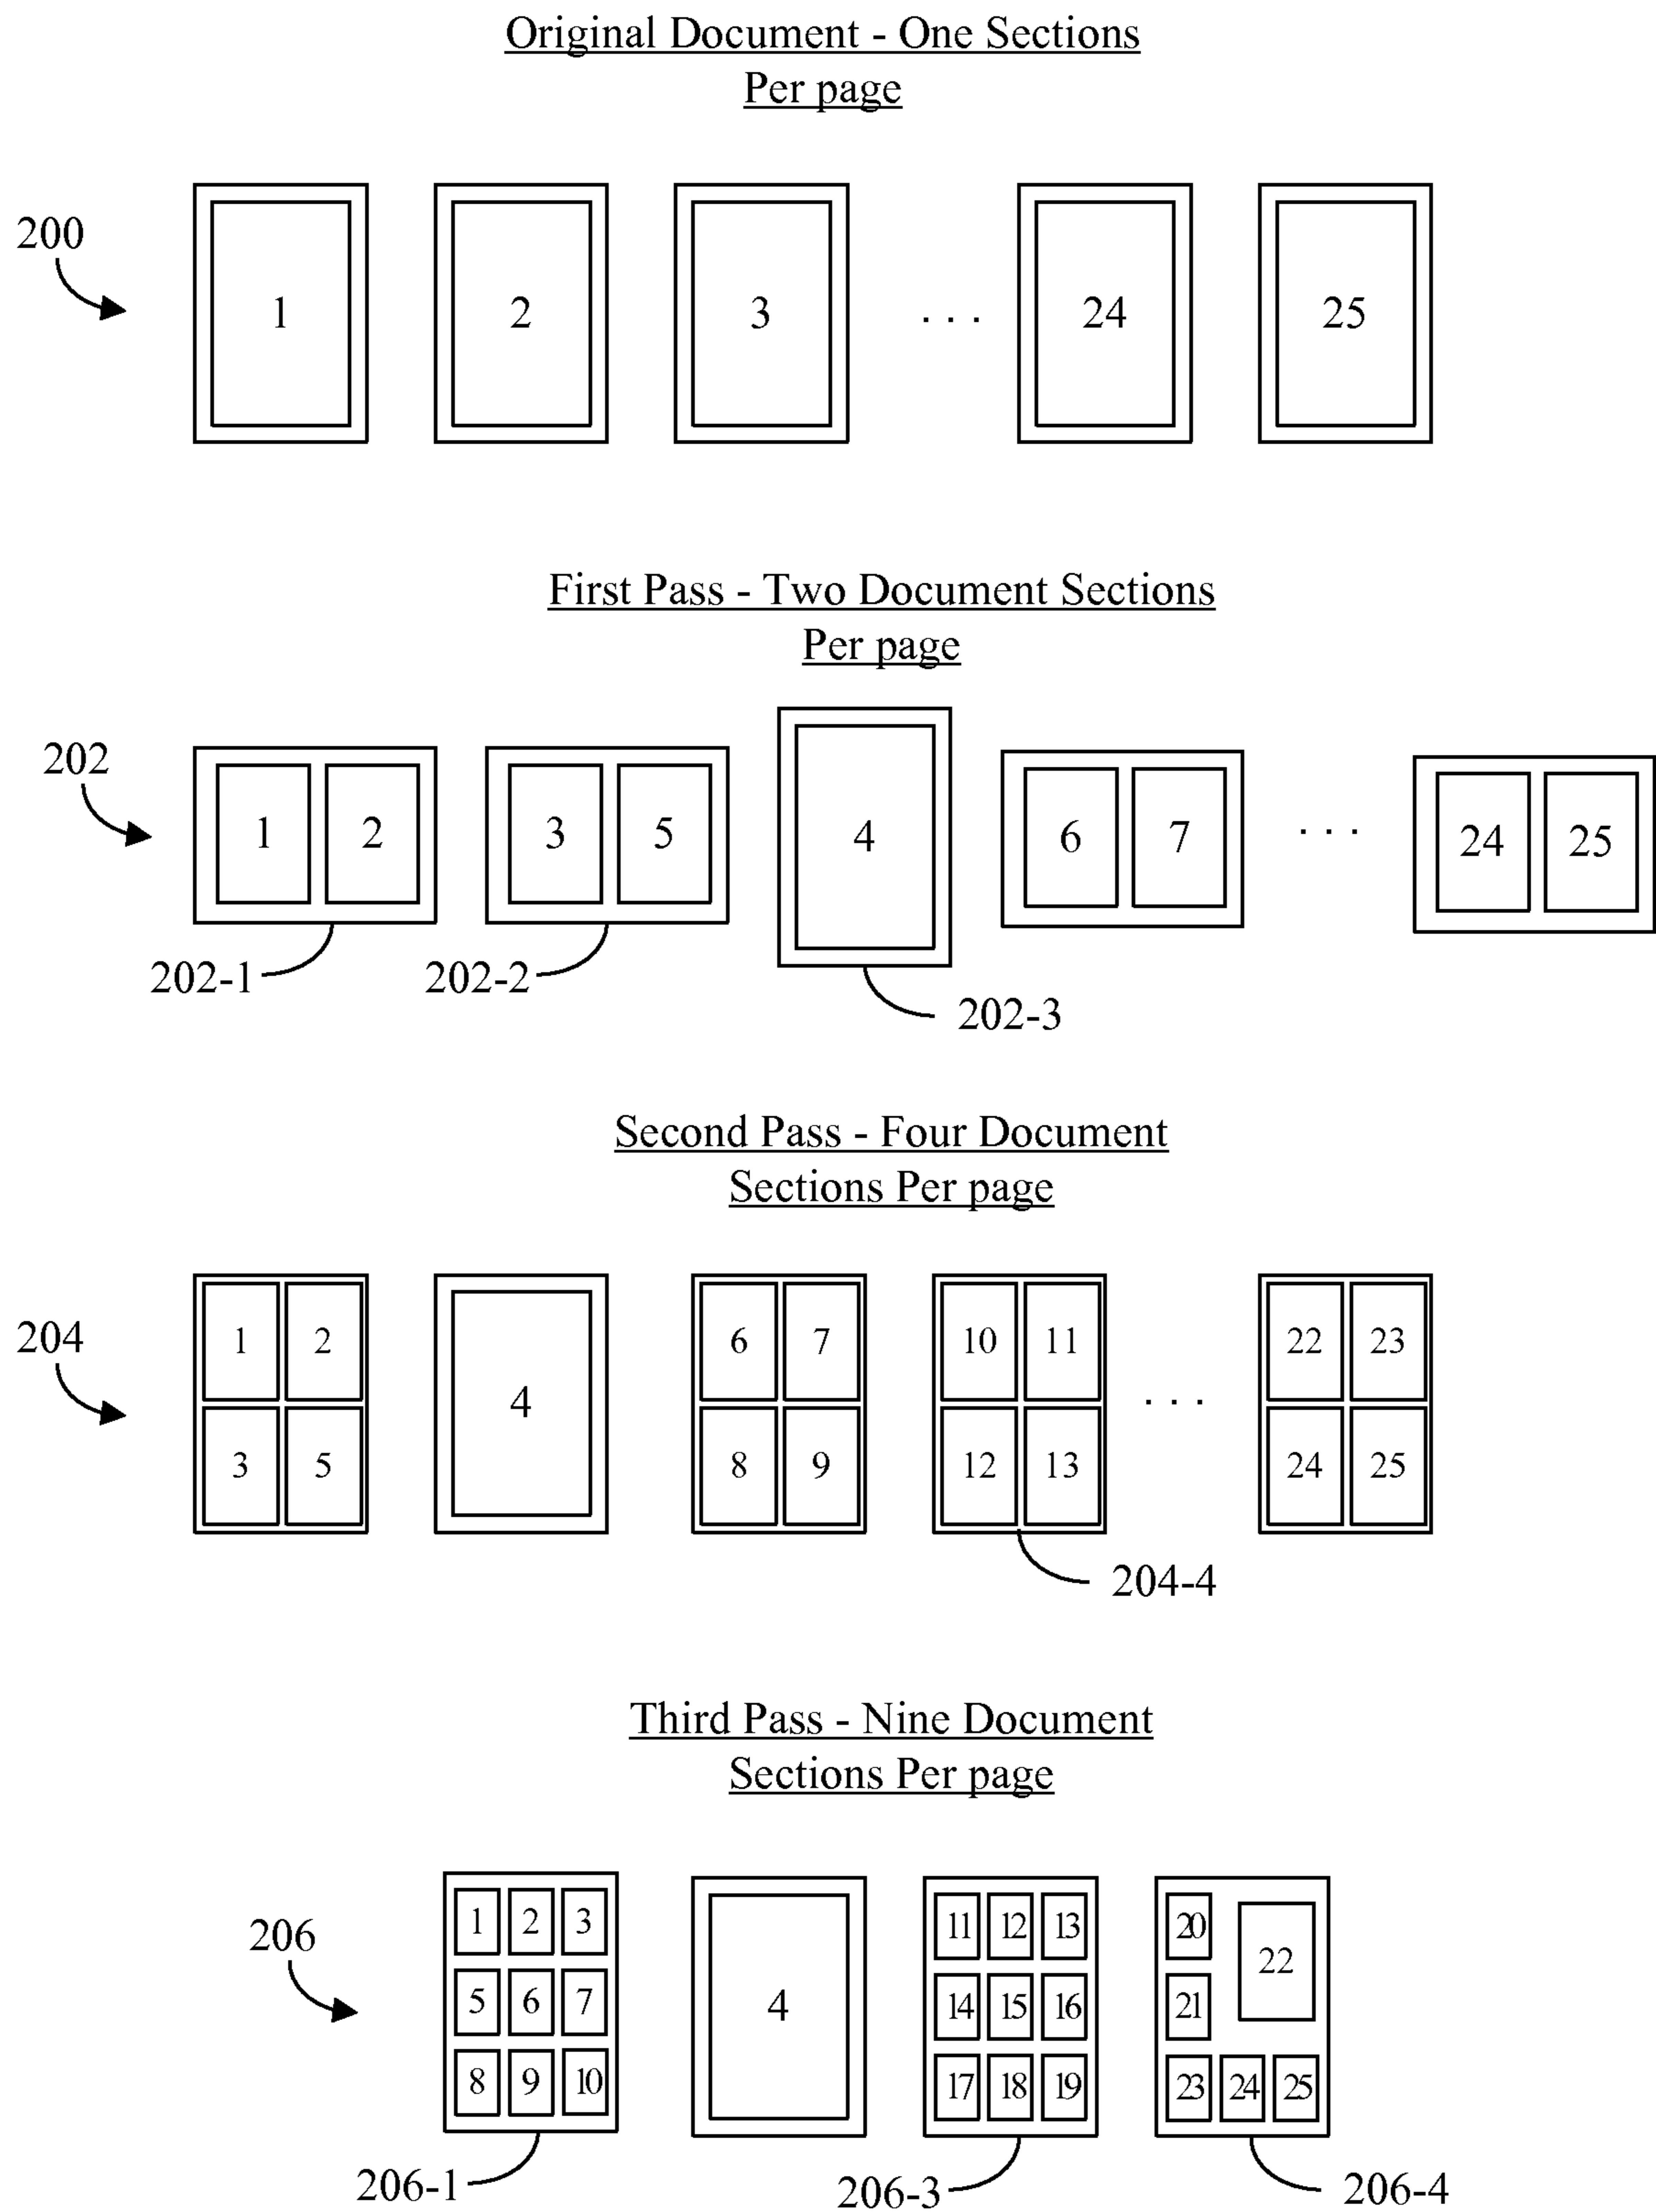 Original Document - One Sections
Per page
200
1 2 3 . . . 24 25
First Pass - Two Document Sections
Per page
202
1 2 3 5 4 6 7 . . . 24 25
202-1 202-2 202-3
Second Pass - Four Document
Sections Per page
204
1 2 6 7 10 11 22 23
4 . . .
3 5 8 9 12 13 24 25
204-4
Third Pass - Nine Document
Sections Per page
206
1 2 3 11 12 13 20 22
5 6 7 4 14 15 16 21
8 9 10 17 18 19 23 24 25
206-1 206-3 206-4